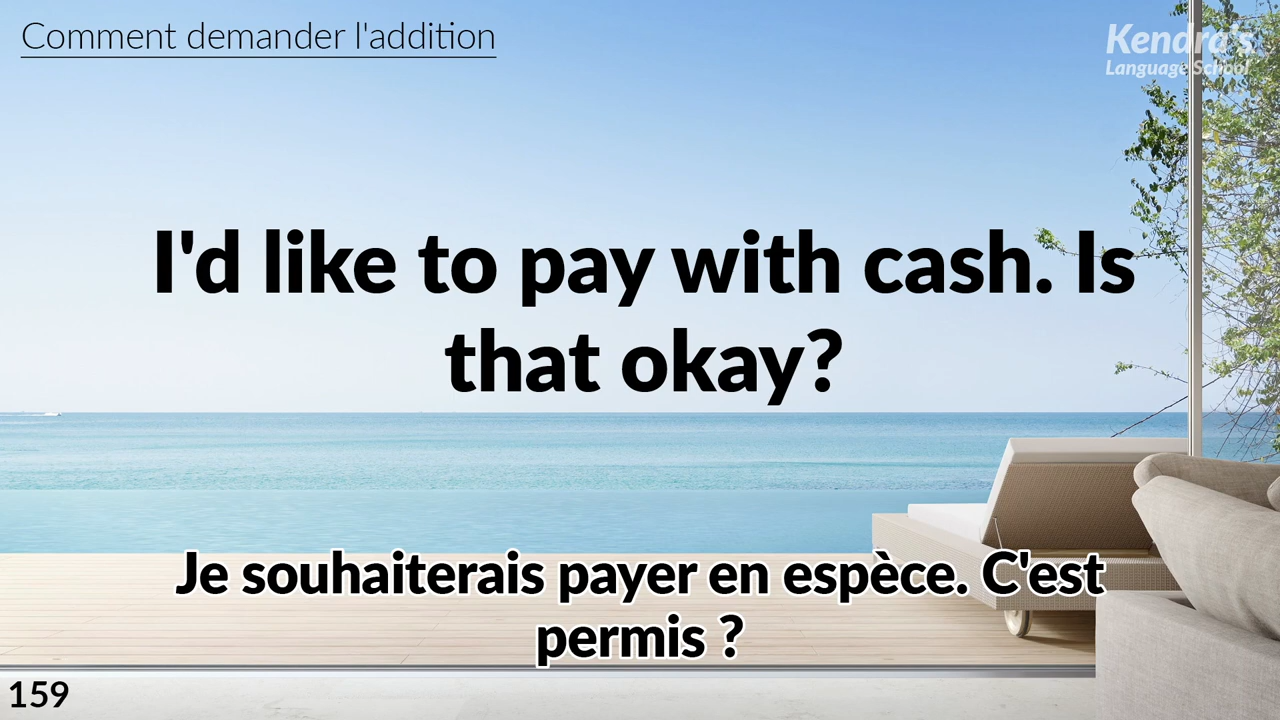 Comment demander l'addition
Kendra's
Language School
I'd like to pay with cash. Is
that okay?
Je souhaiterais payer en espèce. C'est
permis ?
159